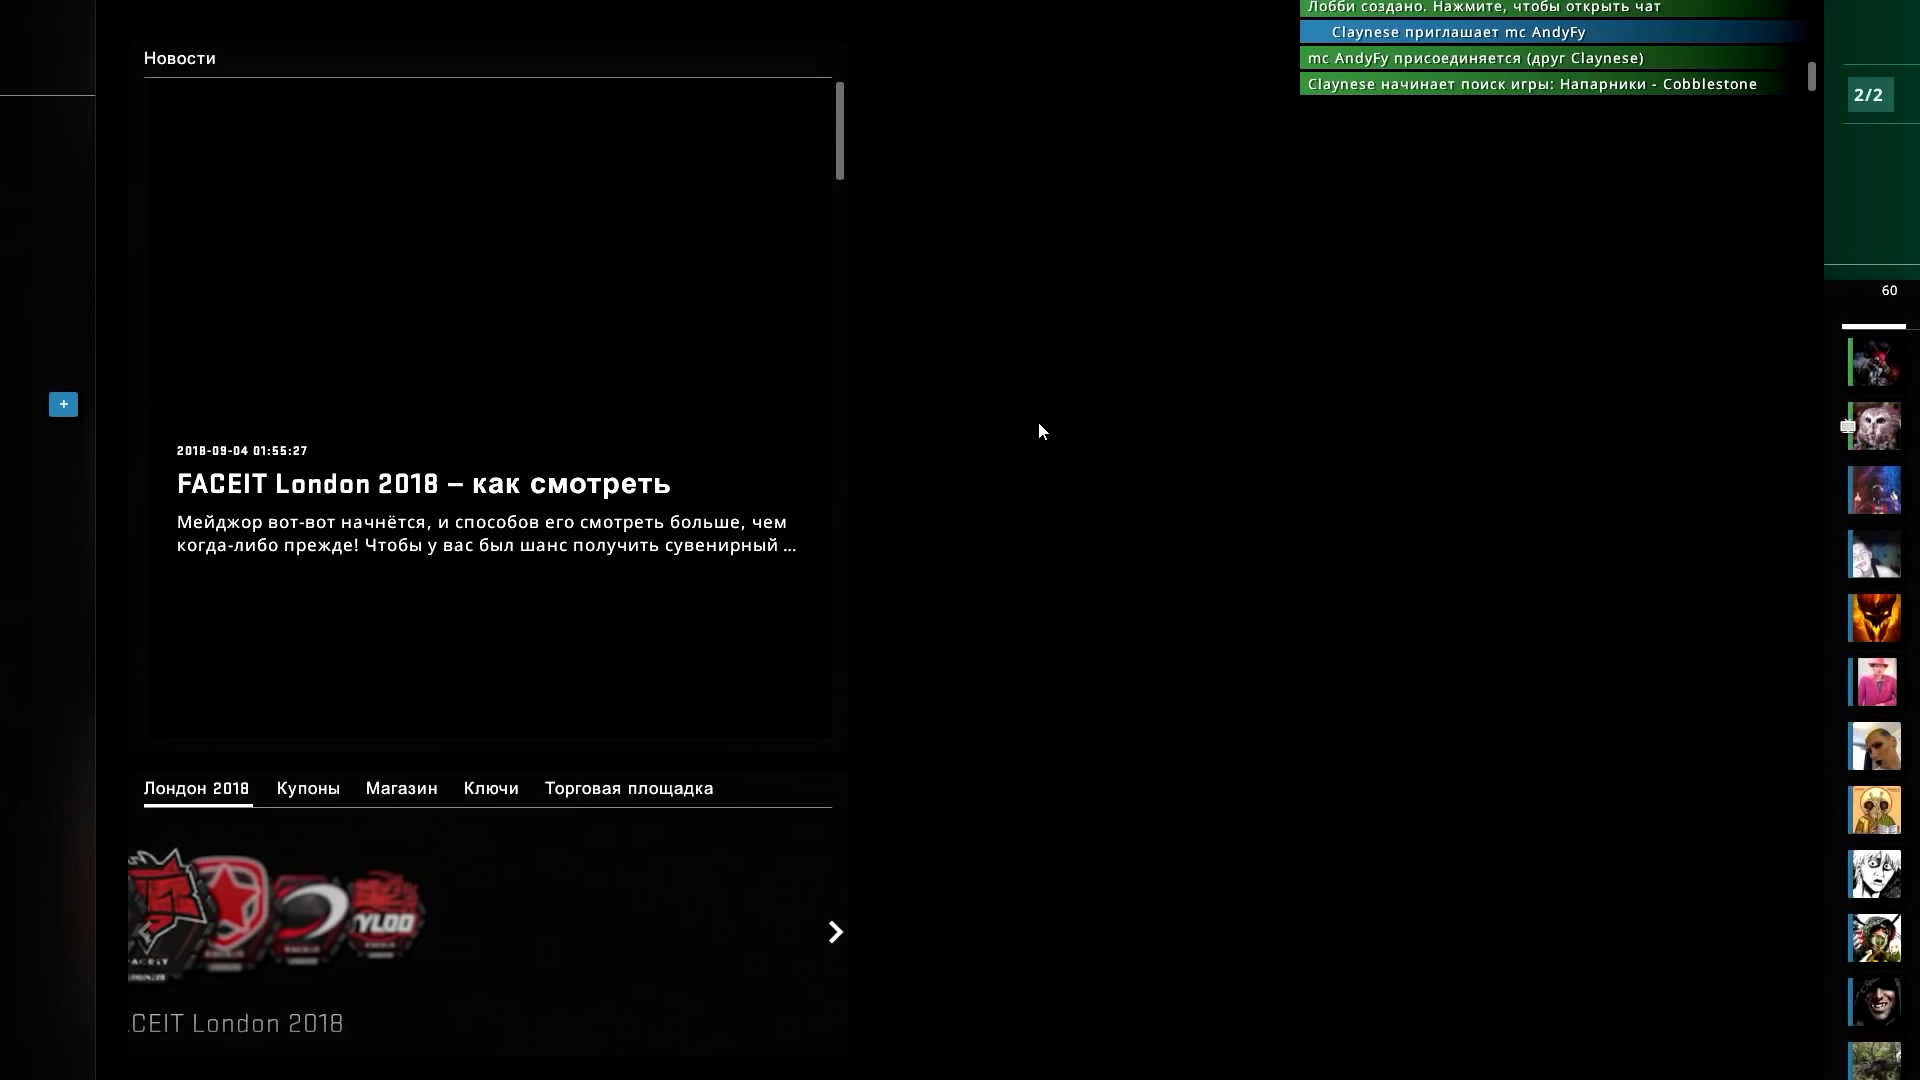 Лобби создано. Нажмите, чтобы открыть чат
Claynese приглашает mc AndyFy
mc AndyFy присоединяется (друг Claynese)
Claynese начинает поиск игры: Напарники - Cobblestone
2/2
60
Новости
+
2018-09-04 01:55:27
FACEIT London 2018 – как смотреть
Мейджор вот-вот начнётся, и способов его смотреть больше, чем
когда-либо прежде! Чтобы у вас был шанс получить сувенирный ...
Лондон 2018 Купоны Магазин Ключи Торговая площадка
TYLOO
CEIT London 2018